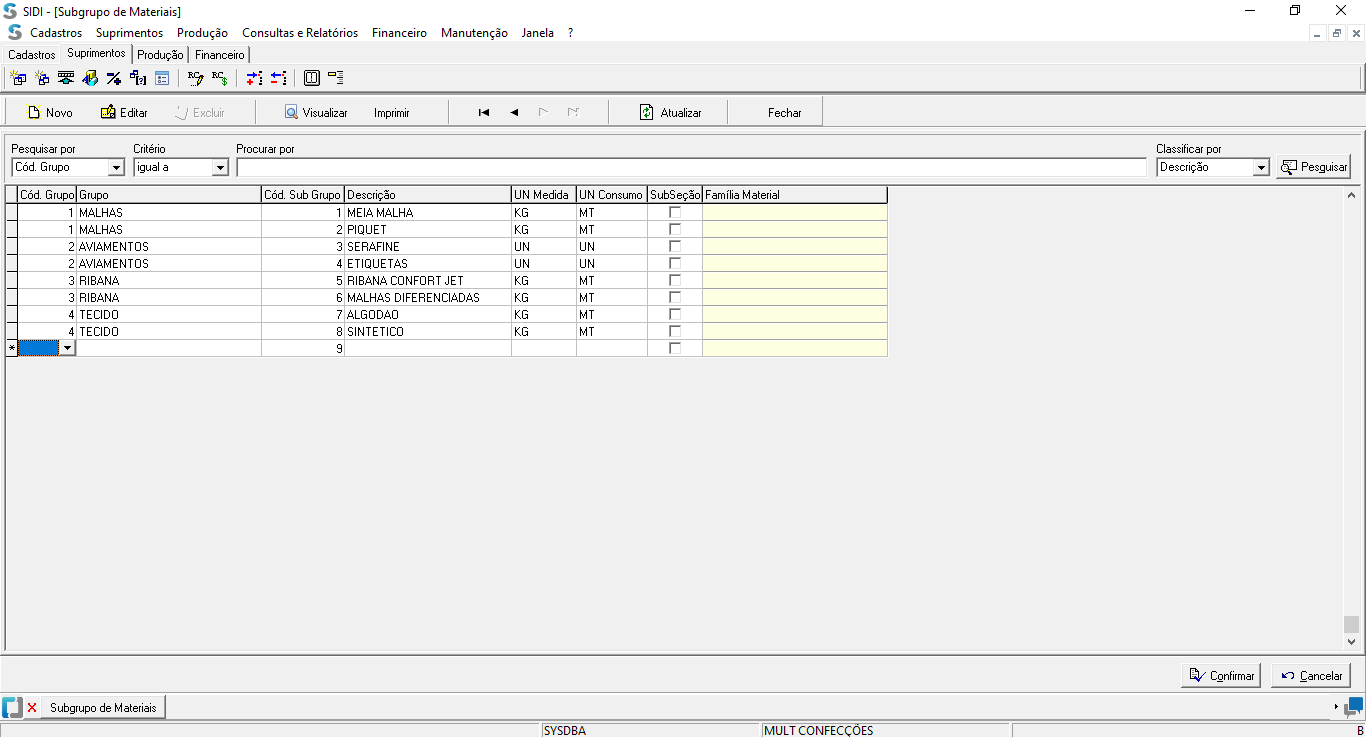 SIDI - [Subgrupo de Materiais]
Cadastros Suprimentos Produção Consultas e Relatórios Financeiro Manutenção Janela ?
Cadastros Suprimentos Produção Financeiro
Novo Editar Excluir Visualizar Imprimir Atualizar Fechar
Pesquisar por Critério Procurar por Classificar por
Cód. Grupo igual a Descrição Pesquisar
Cód. Grupo Grupo Cód. Sub Grupo Descrição UN Medida UN Consumo SubSeção Família Material
1 MALHAS 1 MEIA MALHA KG MT
1 MALHAS 2 PIQUET KG MT
2 AVIAMENTOS 3 SERAFINE UN UN
2 AVIAMENTOS 4 ETIQUETAS UN UN
3 RIBANA 5 RIBANA CONFORT JET KG MT
3 RIBANA 6 MALHAS DIFERENCIADAS KG MT
4 TECIDO 7 ALGODAO KG MT
4 TECIDO 8 SINTETICO KG MT
* 9
Confirmar Cancelar
Subgrupo de Materiais
SYSDBA MULT CONFECÇÕES B